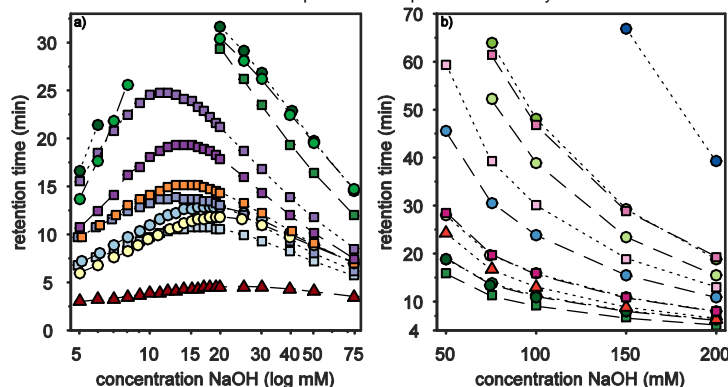 a)
retention time (min)
30
25
20
15
10
5
0
5 10 15 20 30 40 50 75
concentration NaOH (log mM)
b)
retention time (min)
70
60
50
40
30
20
10
4
50 100 150 200
concentration NaOH (mM)